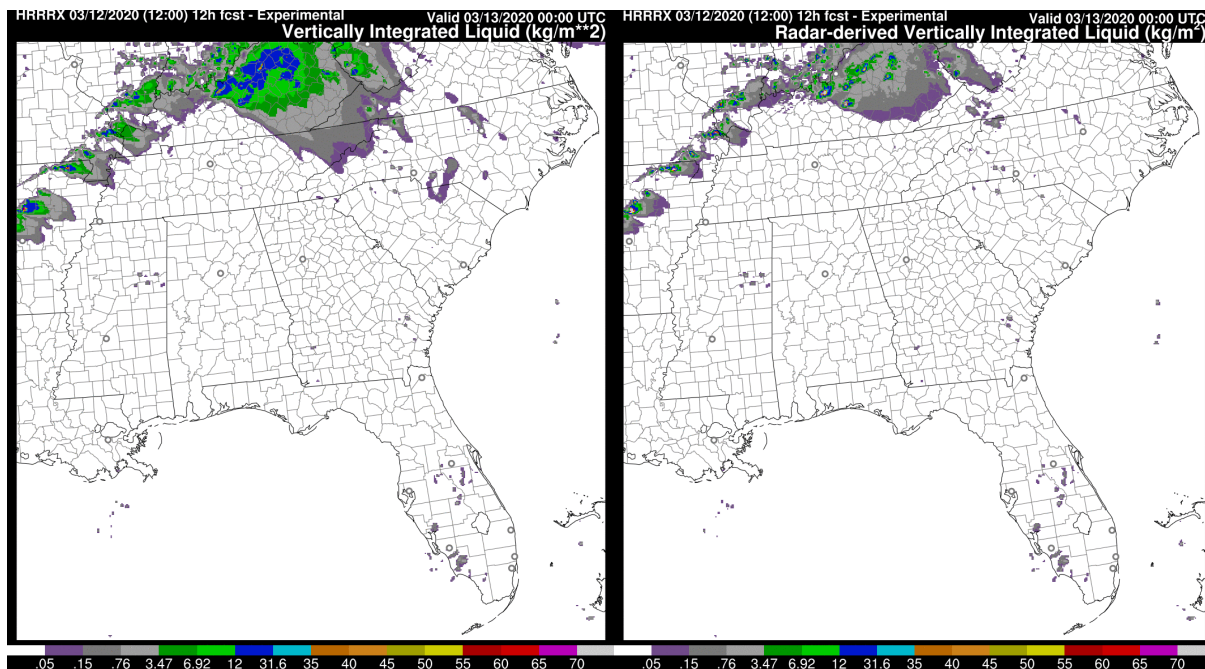 HRRRX 03/12/2020 (12:00) 12h fcst - Experimental
Valid 03/13/2020 00:00 UTC
Vertically Integrated Liquid (kg/m**2)
HRRRX 03/12/2020 (12:00) 12h fcst - Experimental
Valid 03/13/2020 00:00 UTC
Radar-derived Vertically Integrated Liquid (kg/m²)
.05 .15 .76 3.47 6.92 12 31.6 35 40 45 50 55 60 65 70
.05 .15 .76 3.47 6.92 12 31.6 35 40 45 50 55 60 65 70